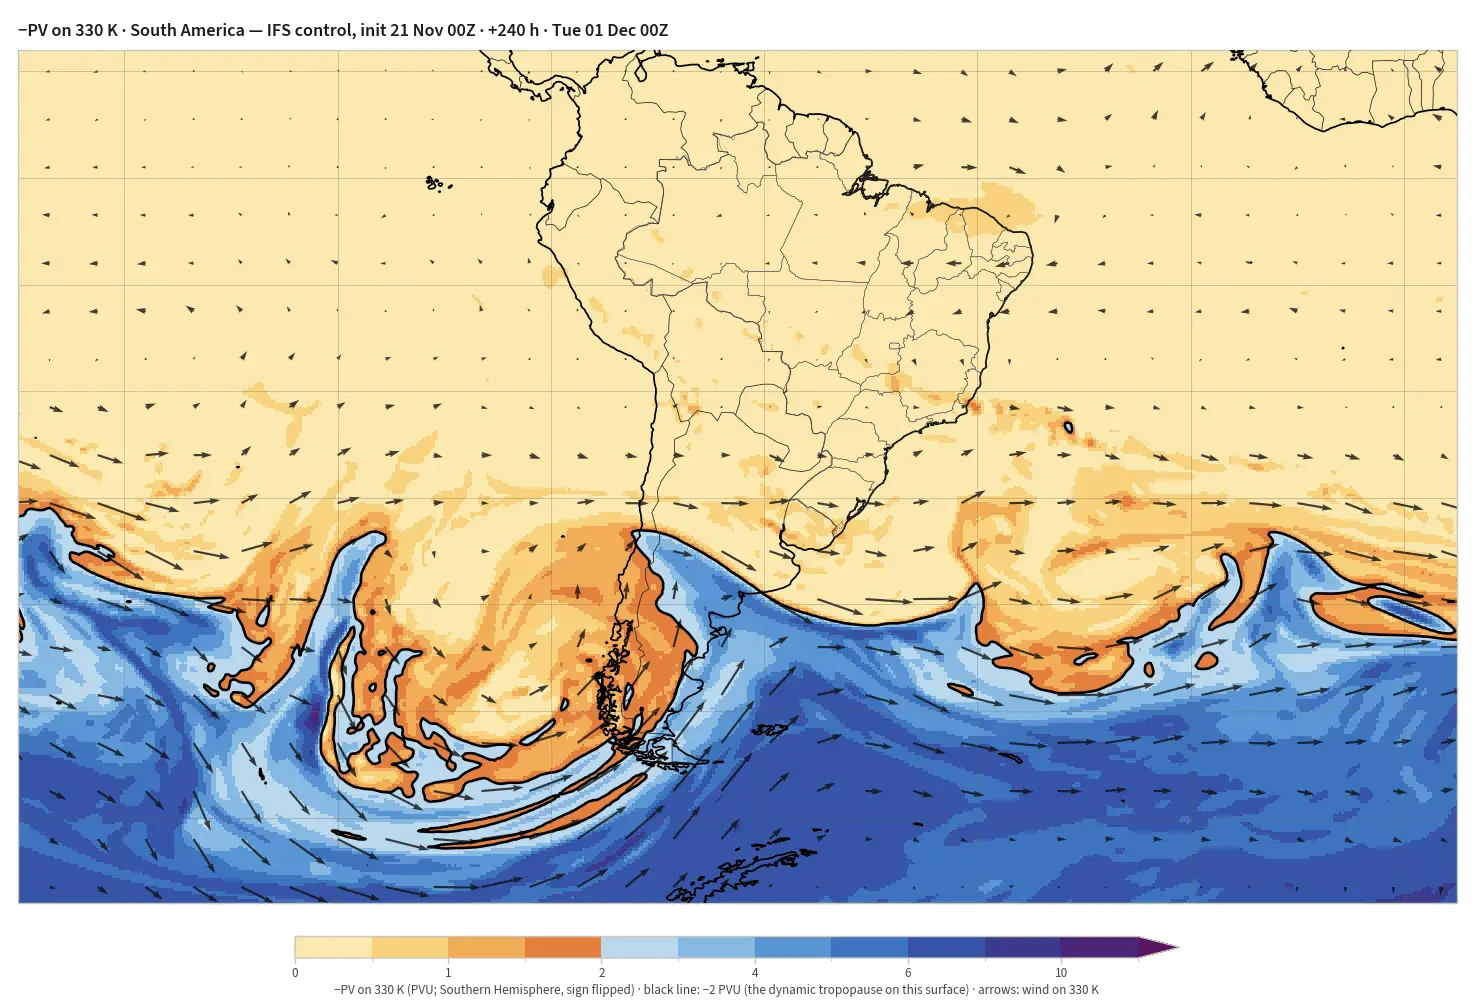 −PV on 330 K · South America — IFS control, init 21 Nov 00Z · +240 h · Tue 01 Dec 00Z
0 1 2 4 6 10
−PV on 330 K (PVU; Southern Hemisphere, sign flipped) · black line: −2 PVU (the dynamic tropopause on this surface) · arrows: wind on 330 K